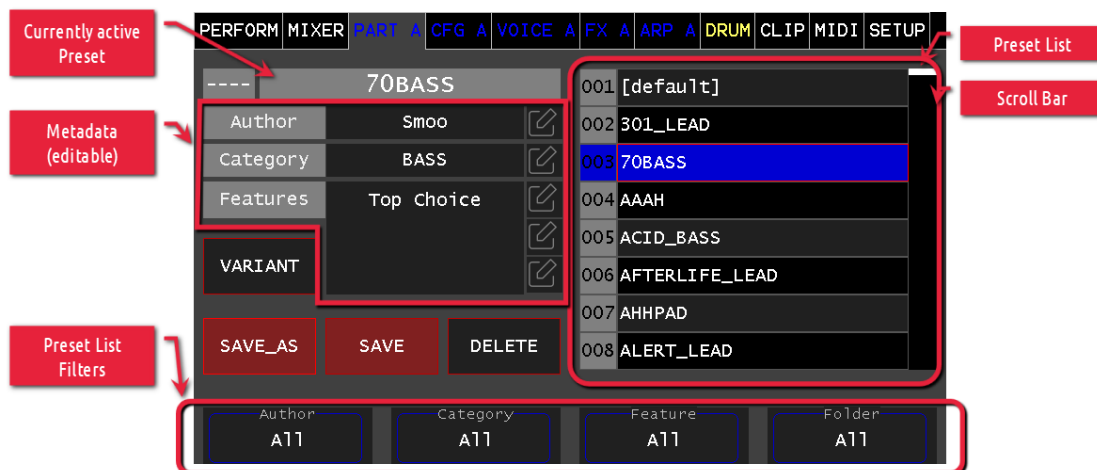 Currently active
Preset
PERFORM MIXER PART A CFG A VOICE A FX A ARP A DRUM CLIP MIDI SETUP
Preset List
Scroll Bar
---- 70BASS
Metadata
(editable)
Author Smoo
Category BASS
Features Top Choice
VARIANT
SAVE_AS SAVE DELETE
001 [default]
002 301_LEAD
003 70BASS
004 AAAH
005 ACID_BASS
006 AFTERLIFE_LEAD
007 AHHPAD
008 ALERT_LEAD
Preset List
Filters
Author Category Feature Folder
All All All All